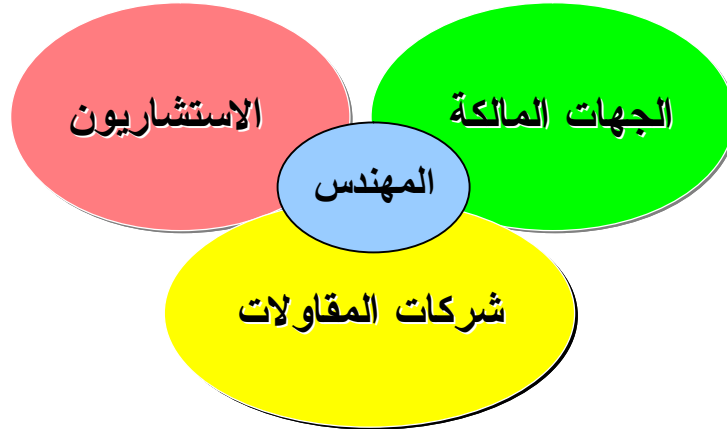 الجهات المالكة
الاستشاريون
المهندس
شركات المقاولات